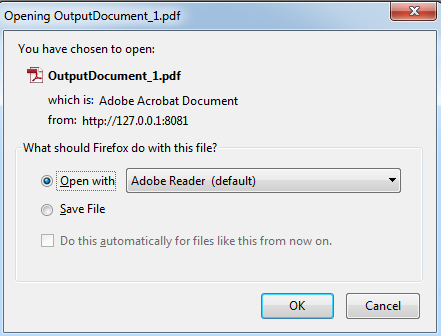 Opening OutputDocument_1.pdf
You have chosen to open:
OutputDocument_1.pdf
which is: Adobe Acrobat Document
from: http://127.0.0.1:8081
What should Firefox do with this file?
Open with Adobe Reader (default)
Save File
Do this automatically for files like this from now on.
OK Cancel